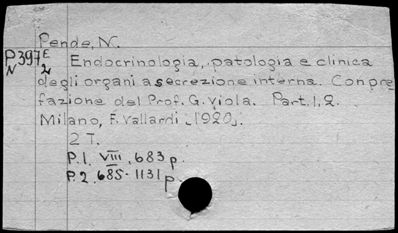 Pende, N.
P397E Endocrinologia, patologia e clinica
N 2 degli organi a secrezione interna. Con pre
fazione del Prof. G. Viola. Part. 1, 2.
Milano, F. Vallardi [1920].
2 T.
P. 1. VIII, 683 p.
P. 2. 685-1131 p.